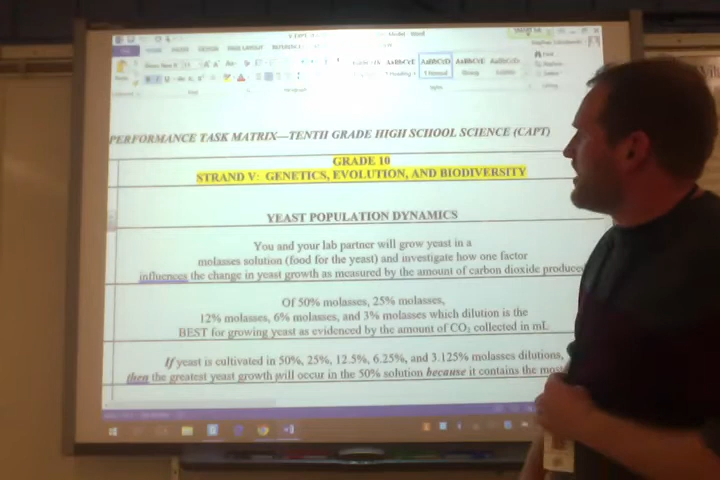 PAGE LAYOUT
PERFORMANCE TASK MATRIX—TENTH GRADE HIGH SCHOOL SCIENCE (CAPT)
GRADE 10
STRAND V: GENETICS, EVOLUTION, AND BIODIVERSITY
YEAST POPULATION DYNAMICS
You and your lab partner will grow yeast in a
molasses solution (food for the yeast) and investigate how one factor
influences the change in yeast growth as measured by the amount of carbon dioxide produce
Of 50% molasses, 25% molasses,
12% molasses, 6% molasses, and 3% molasses which dilution is the
BEST for growing yeast as evidenced by the amount of CO₂ collected in mL
If yeast is cultivated in 50%, 25%, 12.5%, 6.25%, and 3.125% molasses dilutions,
then the greatest yeast growth will occur in the 50% solution because it contains the mos